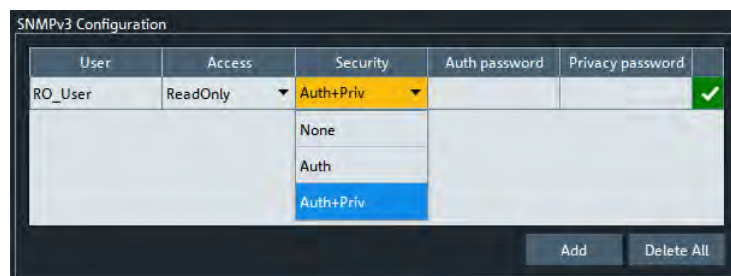 SNMPv3 Configuration
User Access Security Auth password Privacy password
RO_User ReadOnly Auth+Priv
None
Auth
Auth+Priv
Add Delete All